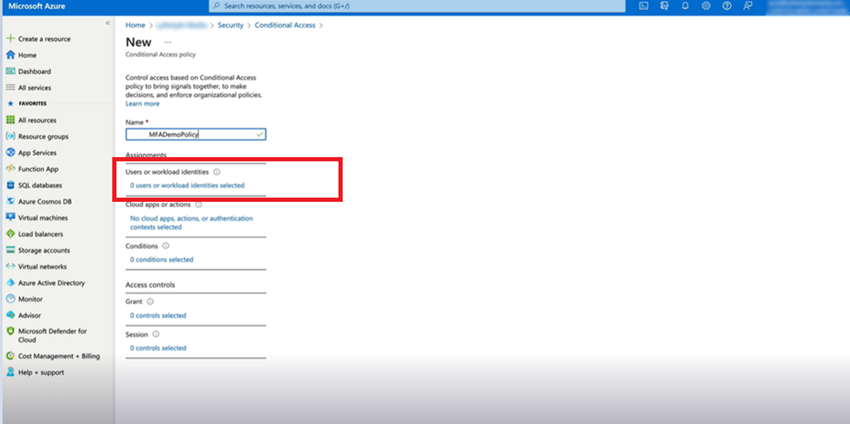 Microsoft Azure
Search resources, services, and docs (G+/)
«
Create a resource
Home
Dashboard
All services
FAVORITES
All resources
Resource groups
App Services
Function App
SQL databases
Azure Cosmos DB
Virtual machines
Load balancers
Storage accounts
Virtual networks
Azure Active Directory
Monitor
Advisor
Microsoft Defender for
Cloud
Cost Management + Billing
Help + support
Home > > Security > Conditional Access >
New ...
Conditional Access policy
Control access based on Conditional Access
policy to bring signals together, to make
decisions, and enforce organizational policies.
Learn more
Name *
MFADemoPolicy
Assignments
Users or workload identities
0 users or workload identities selected
Cloud apps or actions
No cloud apps, actions, or authentication
contexts selected
Conditions
0 conditions selected
Access controls
Grant
0 controls selected
Session
0 controls selected